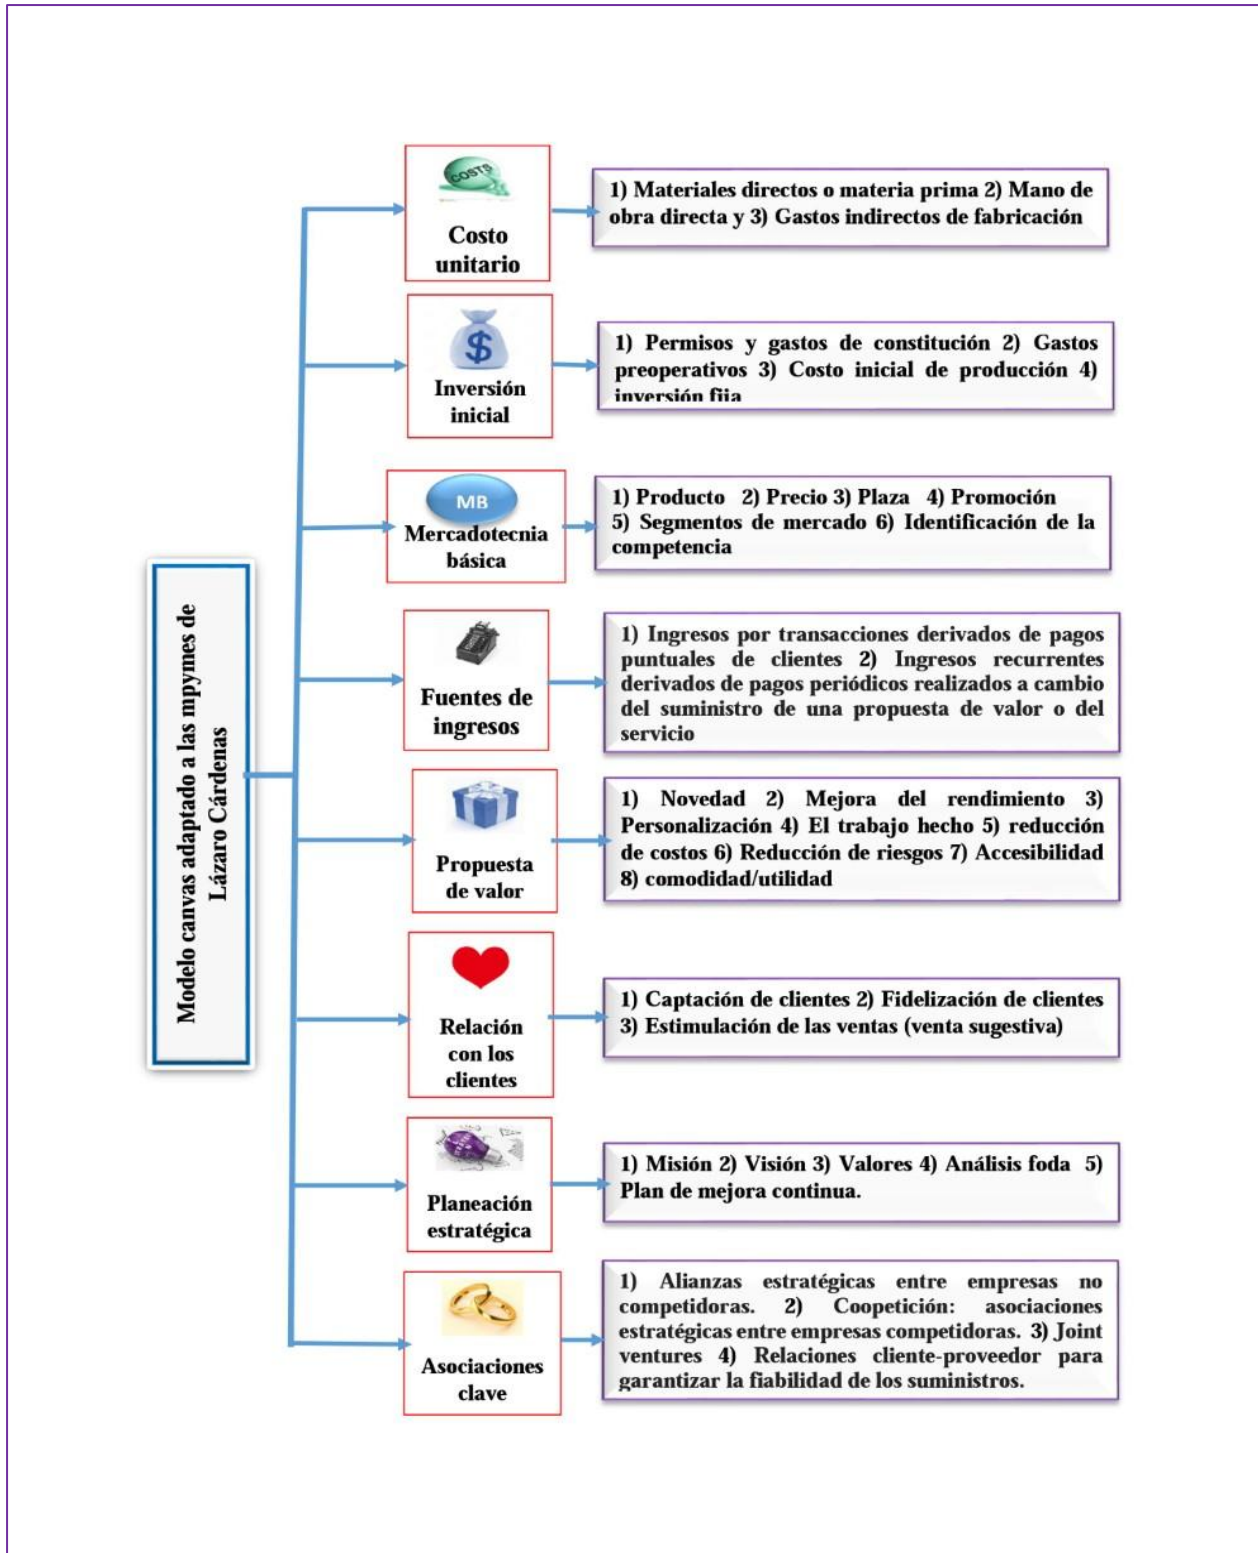 Modelo canvas adaptado a las mpymes de
Lázaro Cárdenas
COSTS
Costo
unitario
1) Materiales directos o materia prima 2) Mano de
obra directa y 3) Gastos indirectos de fabricación
$
Inversión
inicial
1) Permisos y gastos de constitución 2) Gastos
preoperativos 3) Costo inicial de producción 4)
inversión fija
MB
Mercadotecnia
básica
1) Producto 2) Precio 3) Plaza 4) Promoción
5) Segmentos de mercado 6) Identificación de la
competencia
Fuentes de
ingresos
1) Ingresos por transacciones derivados de pagos
puntuales de clientes 2) Ingresos recurrentes
derivados de pagos periódicos realizados a cambio
del suministro de una propuesta de valor o del
servicio
Propuesta
de valor
1) Novedad 2) Mejora del rendimiento 3)
Personalización 4) El trabajo hecho 5) reducción
de costos 6) Reducción de riesgos 7) Accesibilidad
8) comodidad/utilidad
Relación
con los
clientes
1) Captación de clientes 2) Fidelización de clientes
3) Estimulación de las ventas (venta sugestiva)
Planeación
estratégica
1) Misión 2) Visión 3) Valores 4) Análisis foda 5)
Plan de mejora continua.
Asociaciones
clave
1) Alianzas estratégicas entre empresas no
competidoras. 2) Coopetición: asociaciones
estratégicas entre empresas competidoras. 3) Joint
ventures 4) Relaciones cliente-proveedor para
garantizar la fiabilidad de los suministros.